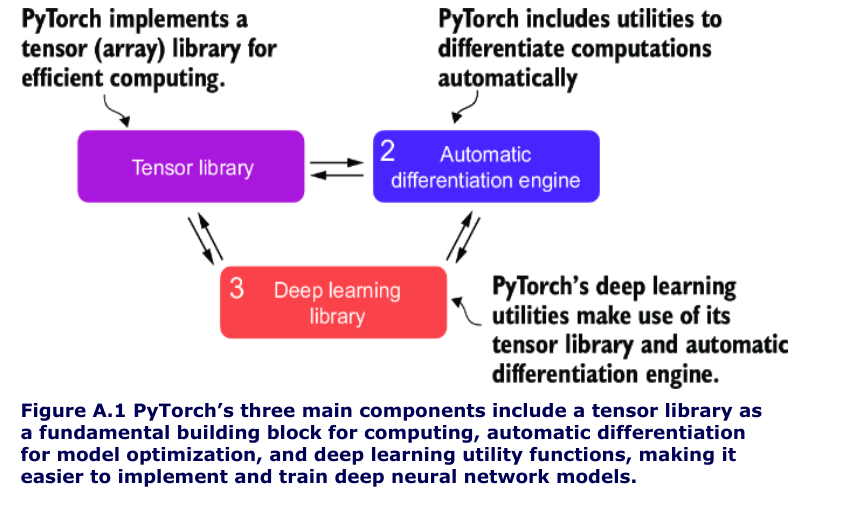 PyTorch implements a
tensor (array) library for
efficient computing.
PyTorch includes utilities to
differentiate computations
automatically
Tensor library
2 Automatic
differentiation engine
3 Deep learning
library
PyTorch’s deep learning
utilities make use of its
tensor library and automatic
differentiation engine.
Figure A.1 PyTorch’s three main components include a tensor library as
a fundamental building block for computing, automatic differentiation
for model optimization, and deep learning utility functions, making it
easier to implement and train deep neural network models.